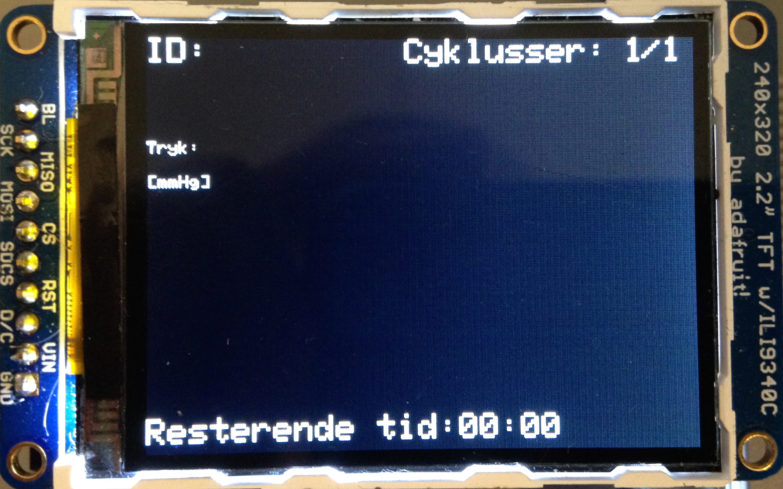 ID: Cyklusser: 1/1
Tryk:
[mmHg]
Resterende tid:00:00
BL
SCK
MISO
MOSI
CS
SDCS
RST
D/C
VIN
GND
240x320 2.2" TFT w/ILI9340C
by adafruit!